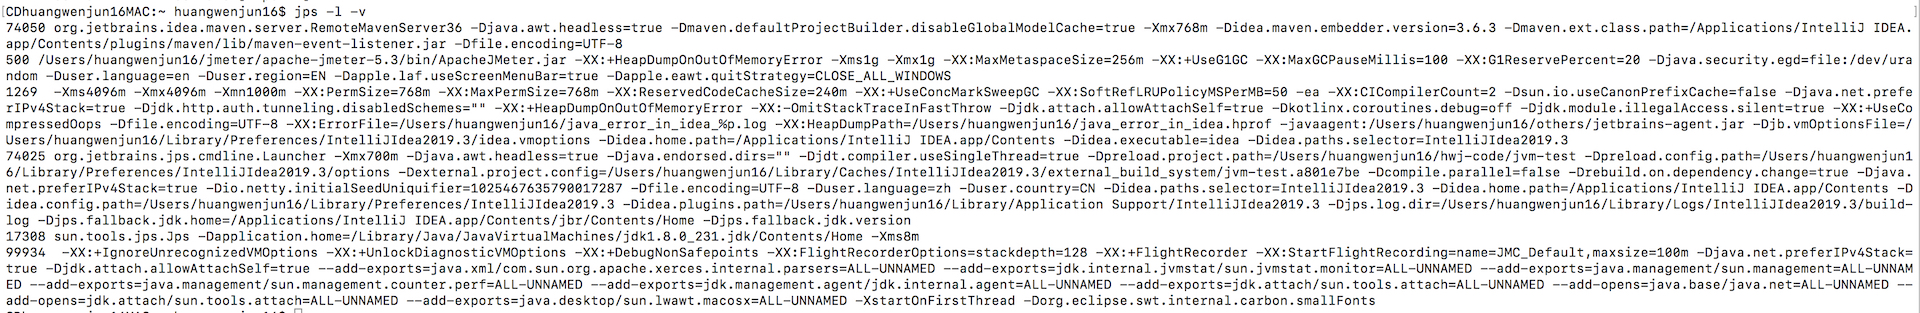 [CDhuangwenjun16MAC:~ huangwenjun16$ jps -l -v ]
74050 org.jetbrains.idea.maven.server.RemoteMavenServer36 -Djava.awt.headless=true -Dmaven.defaultProjectBuilder.disableGlobalModelCache=true -Xmx768m -Didea.maven.embedder.version=3.6.3 -Dmaven.ext.class.path=/Applications/IntelliJ IDEA.
app/Contents/plugins/maven/lib/maven-event-listener.jar -Dfile.encoding=UTF-8
500 /Users/huangwenjun16/jmeter/apache-jmeter-5.3/bin/ApacheJMeter.jar -XX:+HeapDumpOnOutOfMemoryError -Xms1g -Xmx1g -XX:MaxMetaspaceSize=256m -XX:+UseG1GC -XX:MaxGCPauseMillis=100 -XX:G1ReservePercent=20 -Djava.security.egd=file:/dev/ura
ndom -Duser.language=en -Duser.region=EN -Dapple.laf.useScreenMenuBar=true -Dapple.eawt.quitStrategy=CLOSE_ALL_WINDOWS
1269  -Xms4096m -Xmx4096m -Xmn1000m -XX:PermSize=768m -XX:MaxPermSize=768m -XX:ReservedCodeCacheSize=240m -XX:+UseConcMarkSweepGC -XX:SoftRefLRUPolicyMSPerMB=50 -ea -XX:CICompilerCount=2 -Dsun.io.useCanonPrefixCache=false -Djava.net.prefe
rIPv4Stack=true -Djdk.http.auth.tunneling.disabledSchemes="" -XX:+HeapDumpOnOutOfMemoryError -XX:-OmitStackTraceInFastThrow -Djdk.attach.allowAttachSelf=true -Dkotlinx.coroutines.debug=off -Djdk.module.illegalAccess.silent=true -XX:+UseCo
mpressedOops -Dfile.encoding=UTF-8 -XX:ErrorFile=/Users/huangwenjun16/java_error_in_idea_%p.log -XX:HeapDumpPath=/Users/huangwenjun16/java_error_in_idea.hprof -javaagent:/Users/huangwenjun16/others/jetbrains-agent.jar -Djb.vmOptionsFile=/
Users/huangwenjun16/Library/Preferences/IntelliJIdea2019.3/idea.vmoptions -Didea.home.path=/Applications/IntelliJ IDEA.app/Contents -Didea.executable=idea -Didea.paths.selector=IntelliJIdea2019.3
74025 org.jetbrains.jps.cmdline.Launcher -Xmx700m -Djava.awt.headless=true -Djava.endorsed.dirs="" -Djdt.compiler.useSingleThread=true -Dpreload.project.path=/Users/huangwenjun16/hwj-code/jvm-test -Dpreload.config.path=/Users/huangwenjun1
6/Library/Preferences/IntelliJIdea2019.3/options -Dexternal.project.config=/Users/huangwenjun16/Library/Caches/IntelliJIdea2019.3/external_build_system/jvm-test.a801e7be -Dcompile.parallel=false -Drebuild.on.dependency.change=true -Djava.
net.preferIPv4Stack=true -Dio.netty.initialSeedUniquifier=1025467635790017287 -Dfile.encoding=UTF-8 -Duser.language=zh -Duser.country=CN -Didea.paths.selector=IntelliJIdea2019.3 -Didea.home.path=/Applications/IntelliJ IDEA.app/Contents -D
idea.config.path=/Users/huangwenjun16/Library/Preferences/IntelliJIdea2019.3 -Didea.plugins.path=/Users/huangwenjun16/Library/Application Support/IntelliJIdea2019.3 -Djps.log.dir=/Users/huangwenjun16/Library/Logs/IntelliJIdea2019.3/build-
log -Djps.fallback.jdk.home=/Applications/IntelliJ IDEA.app/Contents/jbr/Contents/Home -Djps.fallback.jdk.version
17308 sun.tools.jps.Jps -Dapplication.home=/Library/Java/JavaVirtualMachines/jdk1.8.0_231.jdk/Contents/Home -Xms8m
99934  -XX:+IgnoreUnrecognizedVMOptions -XX:+UnlockDiagnosticVMOptions -XX:+DebugNonSafepoints -XX:FlightRecorderOptions=stackdepth=128 -XX:+FlightRecorder -XX:StartFlightRecording=name=JMC_Default,maxsize=100m -Djava.net.preferIPv4Stack=
true -Djdk.attach.allowAttachSelf=true --add-exports=java.xml/com.sun.org.apache.xerces.internal.parsers=ALL-UNNAMED --add-exports=jdk.internal.jvmstat/sun.jvmstat.monitor=ALL-UNNAMED --add-exports=java.management/sun.management=ALL-UNNAM
ED --add-exports=java.management/sun.management.counter.perf=ALL-UNNAMED --add-exports=jdk.management.agent/jdk.internal.agent=ALL-UNNAMED --add-exports=jdk.attach/sun.tools.attach=ALL-UNNAMED --add-opens=java.base/java.net=ALL-UNNAMED --
add-opens=jdk.attach/sun.tools.attach=ALL-UNNAMED --add-exports=java.desktop/sun.lwawt.macosx=ALL-UNNAMED -XstartOnFirstThread -Dorg.eclipse.swt.internal.carbon.smallFonts
CDhuangwenjun16MAC:~ huangwenjun16$